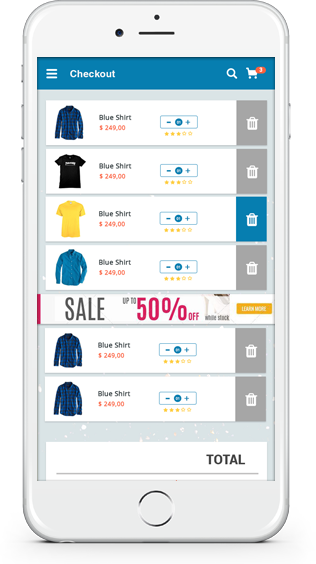 Checkout
3
Blue Shirt
$ 249,00
Blue Shirt
$ 249,00
Blue Shirt
$ 249,00
Blue Shirt
$ 249,00
SALE UP TO 50% OFF while stock LEARN MORE
Blue Shirt
$ 249,00
Blue Shirt
$ 249,00
TOTAL